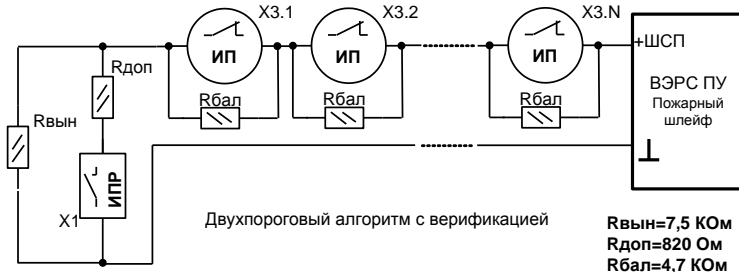 X3.1
X3.2
X3.N
ИП
ИП
ИП
+ШСП
Rдоп
Rбал
Rбал
Rбал
ВЭРС ПУ
Пожарный
шлейф
Rвын
ИПР
X1
Двухпороговый алгоритм с верификацией
Rвын=7,5 КОм
Rдоп=820 Ом
Rбал=4,7 КОм